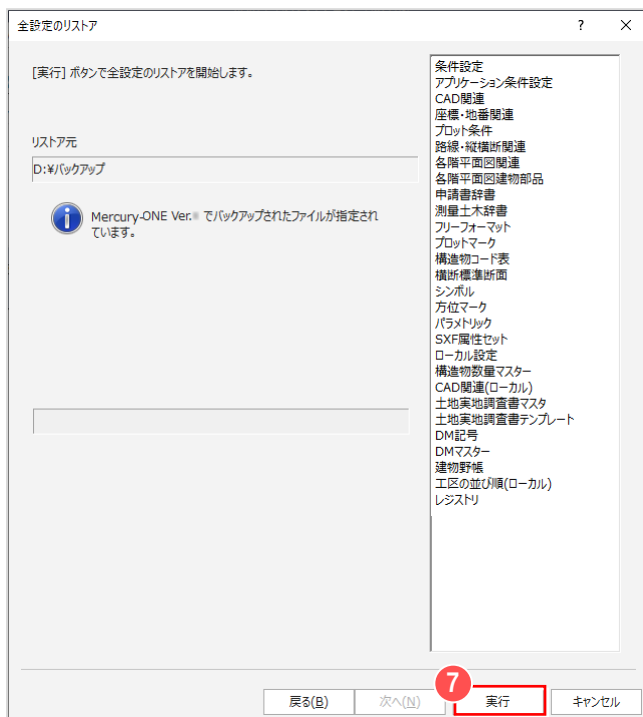 全設定のリストア
? ×
[実行] ボタンで全設定のリストアを開始します。
リストア元
D:¥バックアップ
Mercury-ONE Ver.※ でバックアップされたファイルが指定され
ています。
条件設定
アプリケーション条件設定
CAD関連
座標・地番関連
プロット条件
路線・縦横断関連
各階平面図関連
各階平面図建物部品
申請書辞書
測量土木辞書
フリーフォーマット
プロットマーク
構造物コード表
横断標準断面
シンボル
方位マーク
パラメトリック
SXF属性セット
ローカル設定
構造物数量マスター
CAD関連(ローカル)
土地実地調査書マスタ
土地実地調査書テンプレート
DM記号
DMマスター
建物野帳
工区の並び順(ローカル)
レジストリ
7
戻る(B) 次へ(N) 実行 キャンセル